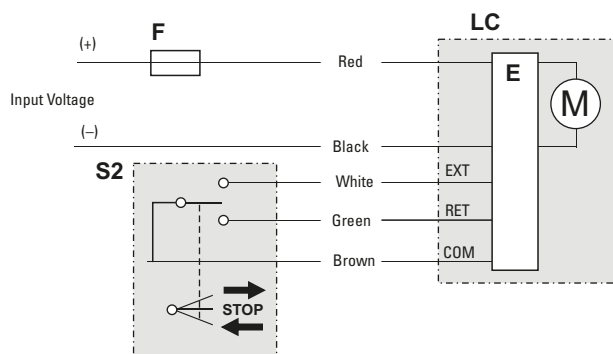 LC
F
(+)
Red
E
M
Input Voltage
(–)
Black
S2
White
EXT
Green
RET
Brown
COM
STOP